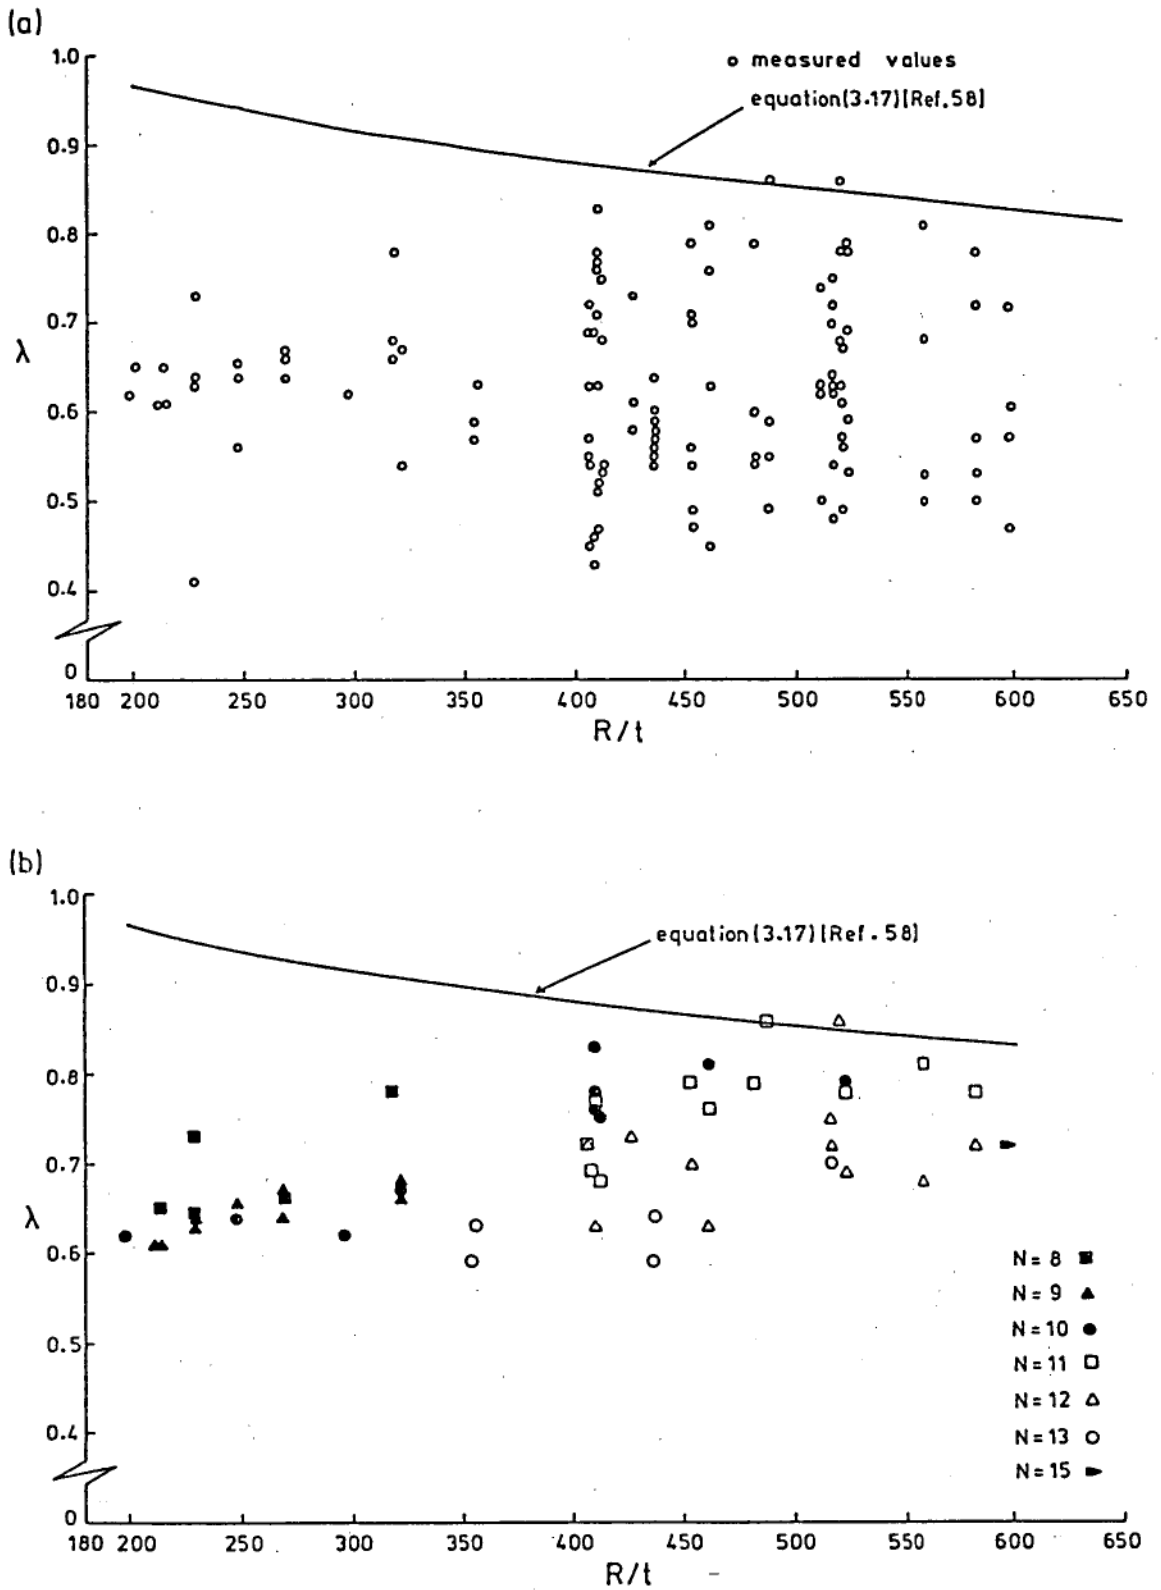 (a)
1.0
0.9
0.8
0.7
λ
0.6
0.5
0.4
0
measured values
equation(3.17)[Ref.58]
180 200 250 300 350 400 450 500 550 600 650
R/t
(b)
1.0
0.9
0.8
0.7
λ
0.6
0.5
0.4
0
equation(3.17)[Ref.58]
N=8
N=9
N=10
N=11
N=12
N=13
N=15
180 200 250 300 350 400 450 500 550 600 650
R/t